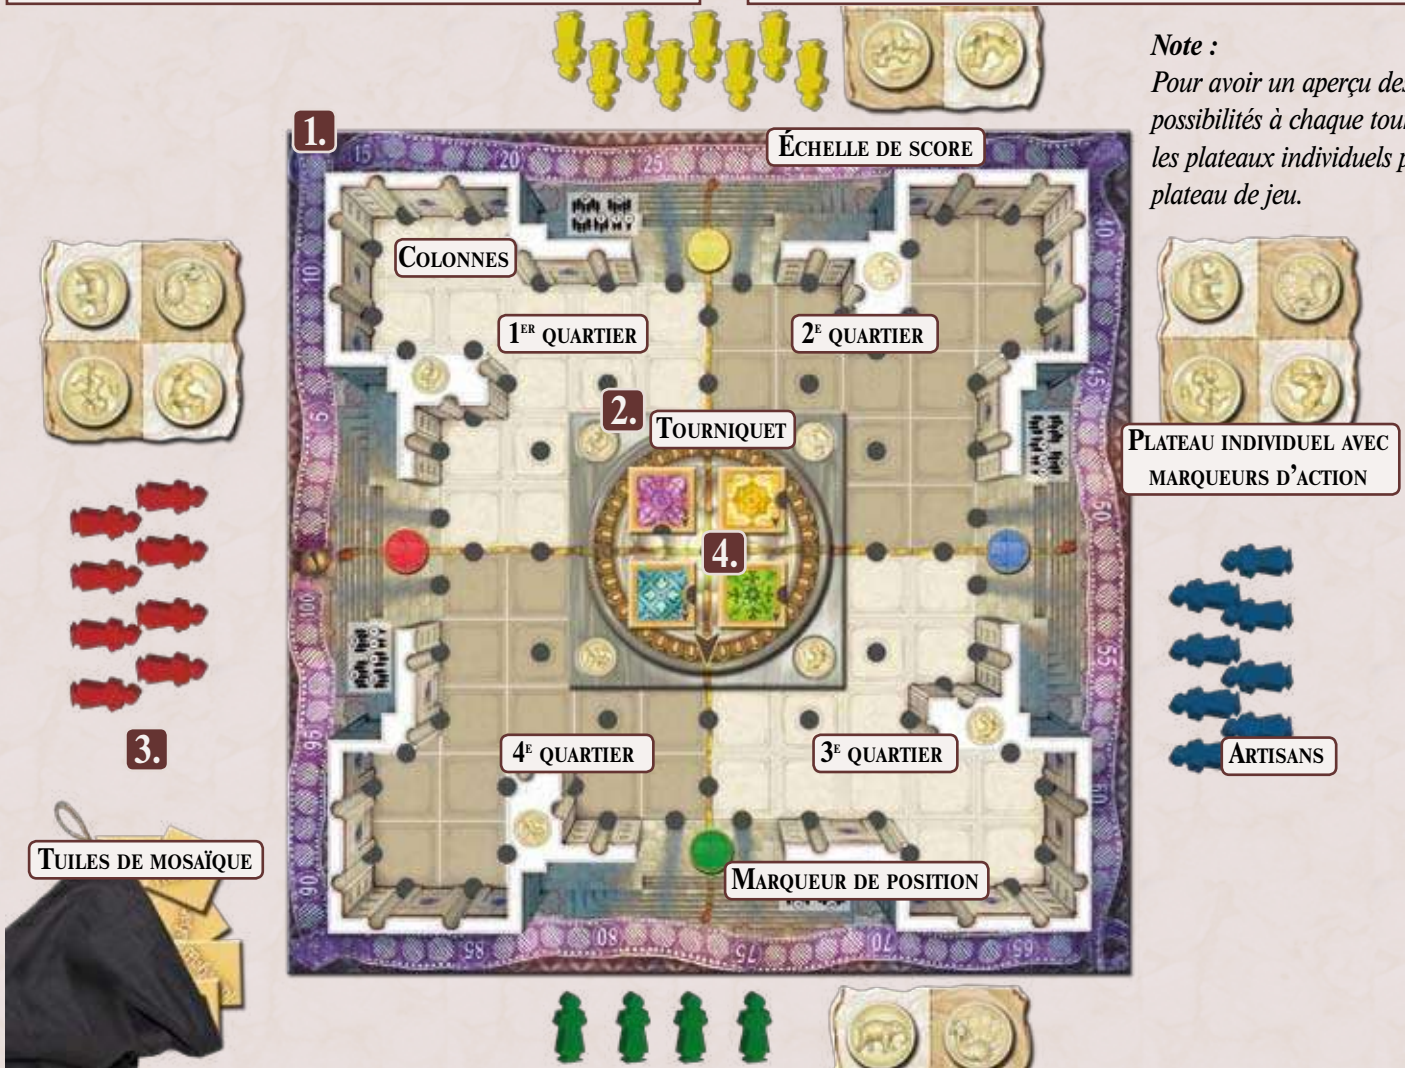 Note :
Pour avoir un aperçu des
possibilités à chaque tour
les plateaux individuels p
plateau de jeu.
1.
ÉCHELLE DE SCORE
15
20
25
40
COLONNES
10
1ER QUARTIER
2E QUARTIER
45
5
2.
TOURNIQUET
PLATEAU INDIVIDUEL AVEC
MARQUEURS D'ACTION
50
4.
100
55
3.
95
4E QUARTIER
3E QUARTIER
ARTISANS
60
TUILES DE MOSAÏQUE
MARQUEUR DE POSITION
90
85
80
75
70
65